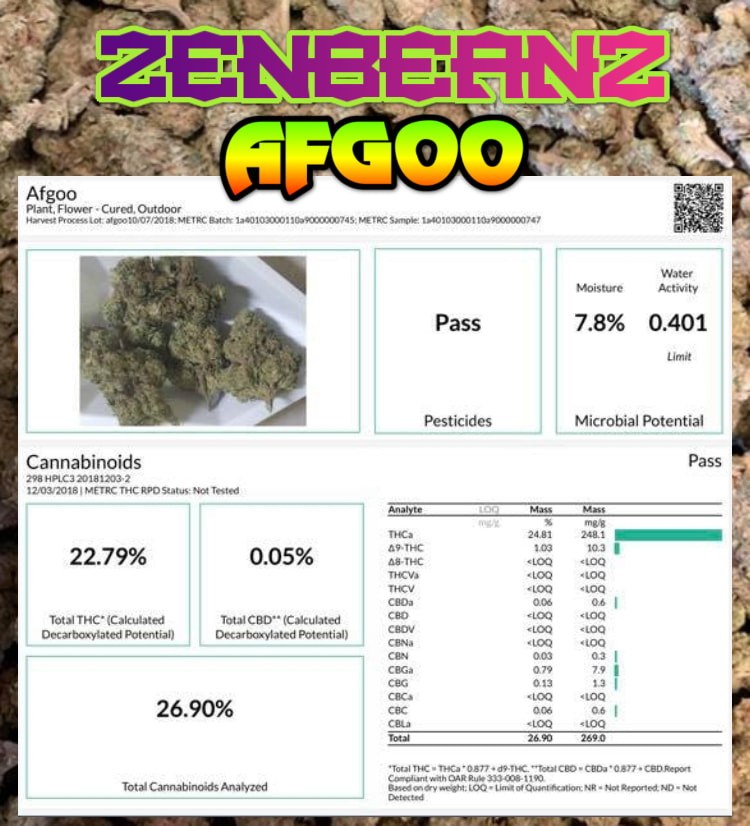 ZENBEANZ
AFGOO
Afgoo
Plant, Flower - Cured, Outdoor
Harvest Process Lot: afgoo10/07/2018; METRC Batch: 1a40103000110a9000000745; METRC Sample: 1a40103000110a9000000747
Pass
Pesticides
Moisture
Water
Activity
7.8% 0.401
Limit
Microbial Potential
Cannabinoids
298 HPLC3 20181203-2
12/03/2018 | METRC THC RPD Status: Not Tested
Pass
22.79%
Total THC* (Calculated
Decarboxylated Potential)
0.05%
Total CBD** (Calculated
Decarboxylated Potential)
26.90%
Total Cannabinoids Analyzed
Analyte LOQ Mass Mass
mg/g % mg/g
THCa 24.81 248.1
Δ9-THC 1.03 10.3
Δ8-THC <LOQ <LOQ
THCVa <LOQ <LOQ
THCV <LOQ <LOQ
CBDa 0.06 0.6
CBD <LOQ <LOQ
CBDV <LOQ <LOQ
CBNa <LOQ <LOQ
CBN 0.03 0.3
CBGa 0.79 7.9
CBG 0.13 1.3
CBCa <LOQ <LOQ
CBC 0.06 0.6
CBLa <LOQ <LOQ
Total 26.90 269.0
*Total THC = THCa * 0.877 + d9-THC. **Total CBD = CBDa * 0.877 + CBD.Report
Compliant with OAR Rule 333-008-1190.
Based on dry weight; LOQ = Limit of Quantification; NR = Not Reported; ND = Not
Detected